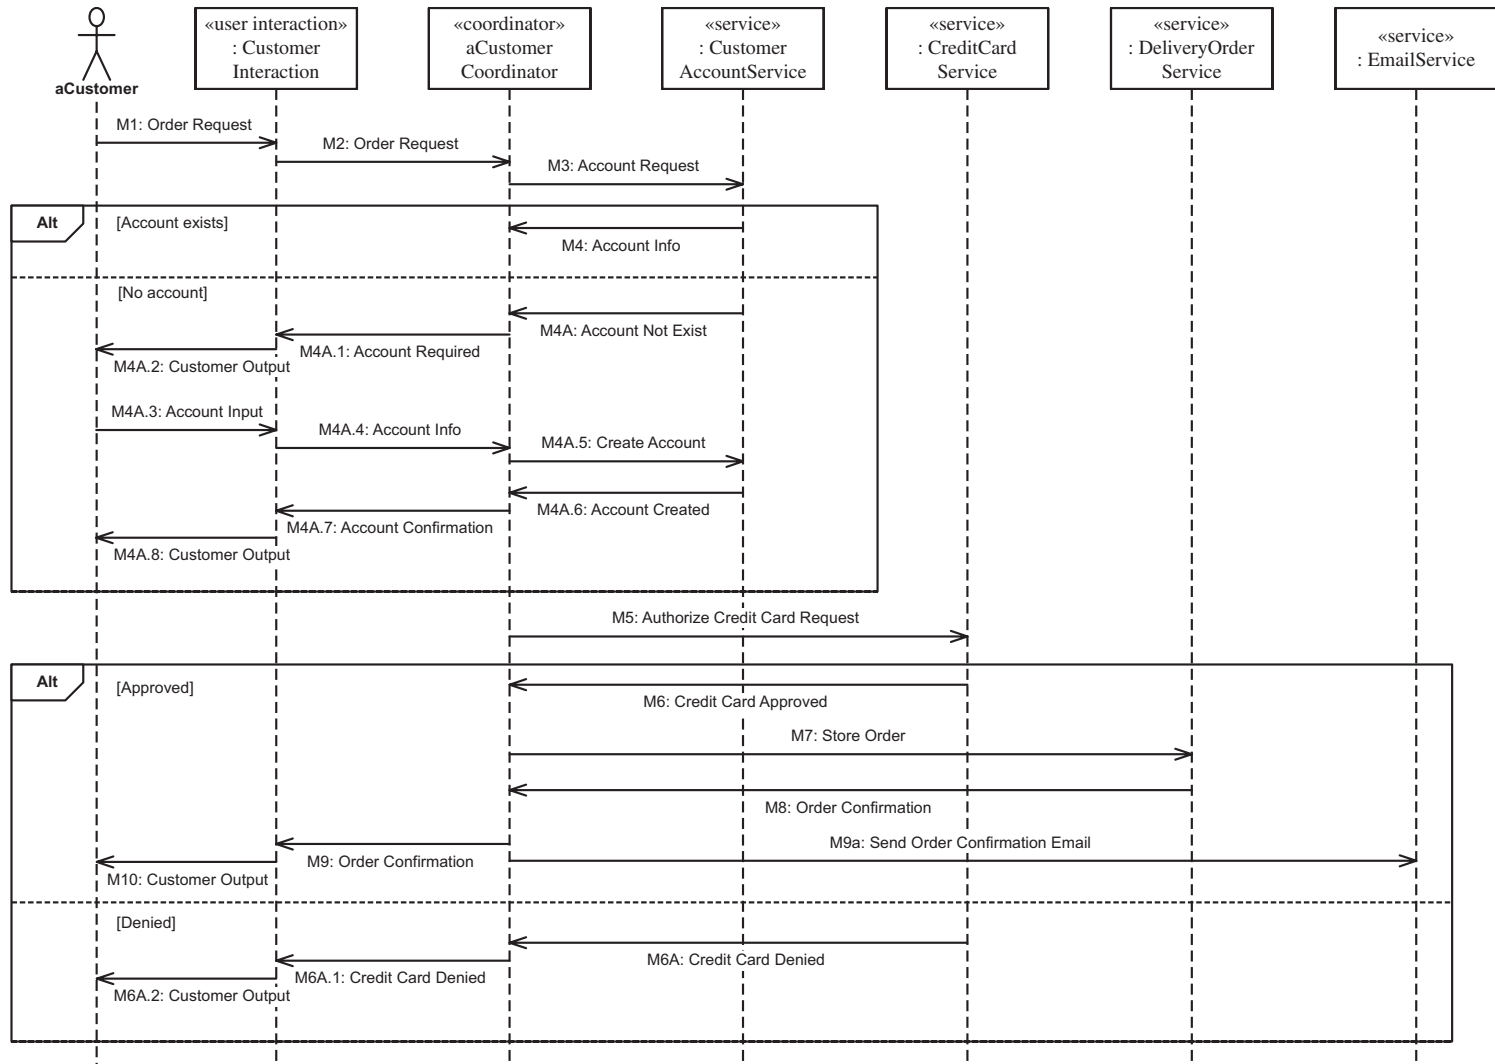 «user interaction»
: Customer
Interaction
«coordinator»
aCustomer
Coordinator
«service»
: Customer
AccountService
«service»
: CreditCard
Service
«service»
: DeliveryOrder
Service
«service»
: EmailService
aCustomer
M1: Order Request
M2: Order Request
M3: Account Request
Alt
[Account exists]
M4: Account Info
[No account]
M4A: Account Not Exist
M4A.1: Account Required
M4A.2: Customer Output
M4A.3: Account Input
M4A.4: Account Info
M4A.5: Create Account
M4A.6: Account Created
M4A.7: Account Confirmation
M4A.8: Customer Output
M5: Authorize Credit Card Request
Alt
[Approved]
M6: Credit Card Approved
M7: Store Order
M8: Order Confirmation
M9a: Send Order Confirmation Email
M9: Order Confirmation
M10: Customer Output
[Denied]
M6A: Credit Card Denied
M6A.1: Credit Card Denied
M6A.2: Customer Output